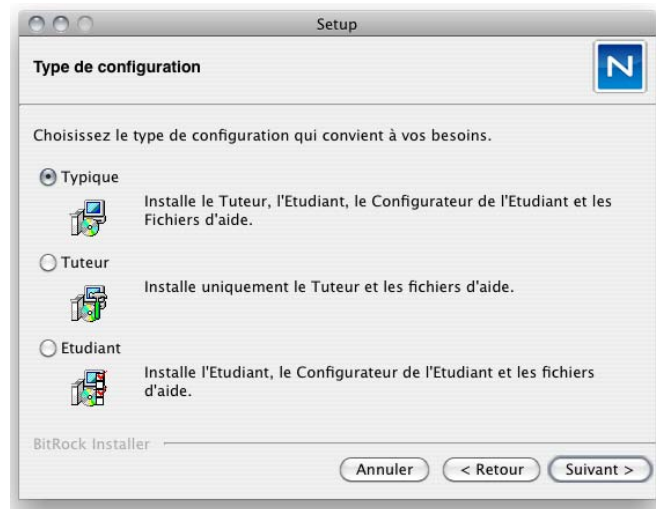 Setup
Type de configuration
N
Choisissez le type de configuration qui convient à vos besoins.
Typique
Installe le Tuteur, l'Etudiant, le Configurateur de l'Etudiant et les
Fichiers d'aide.
Tuteur
Installe uniquement le Tuteur et les fichiers d'aide.
Etudiant
Installe l'Etudiant, le Configurateur de l'Etudiant et les fichiers
d'aide.
BitRock Installer
Annuler < Retour Suivant >